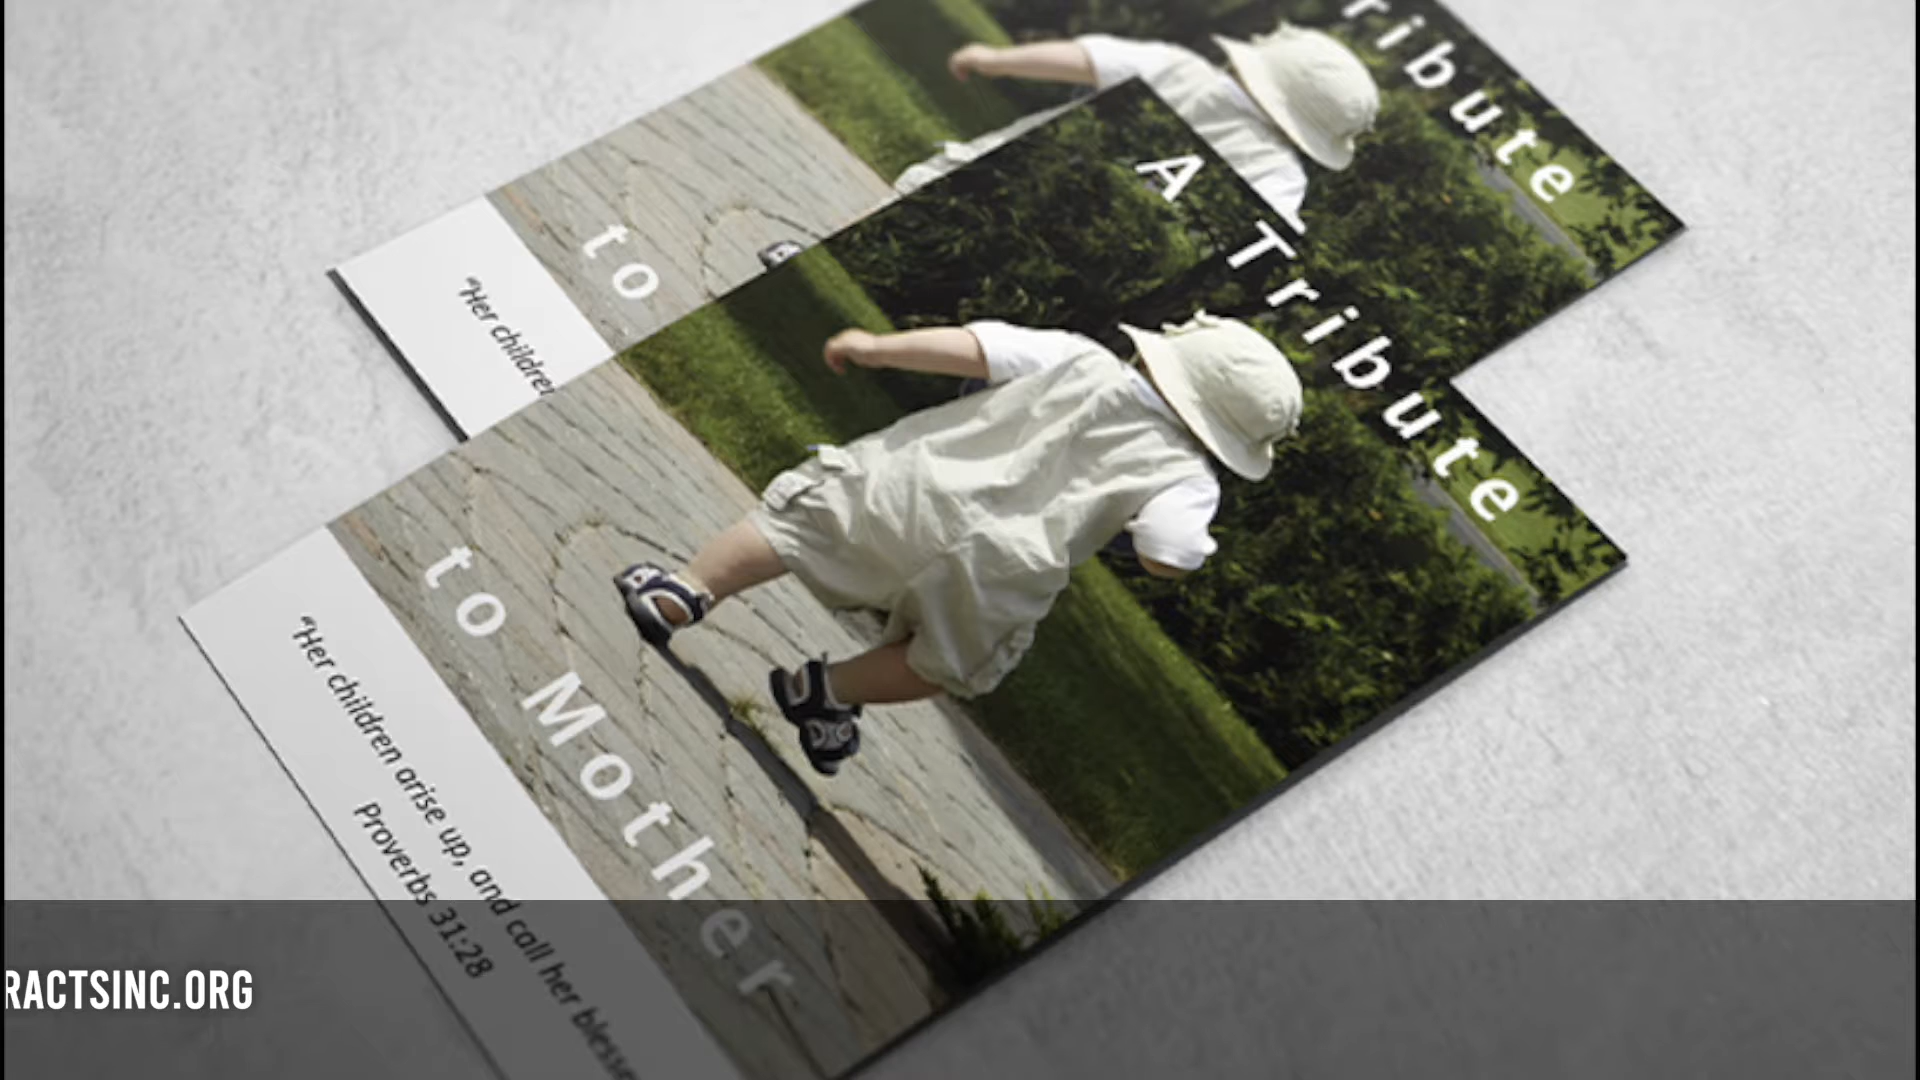 ribute
to
"Her children
A Tribute
to Mother
"Her children arise up, and call her blesse
Proverbs 31:28
RACTSINC.ORG